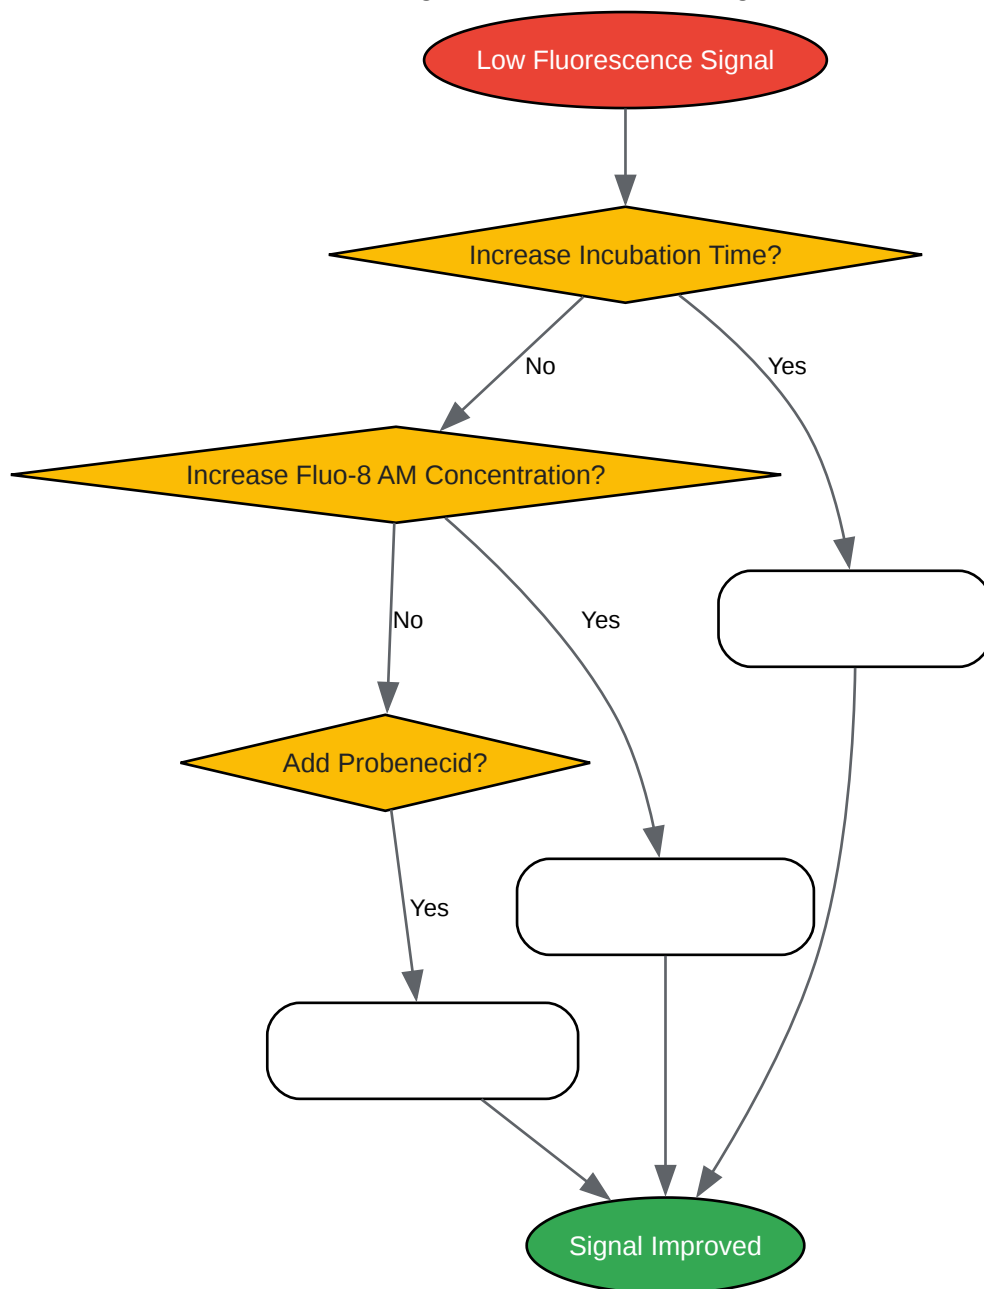 Low Fluorescence Signal
Increase Incubation Time?
No
Yes
Increase Fluo-8 AM Concentration?
No
Yes
Add Probenecid?
Yes
Signal Improved